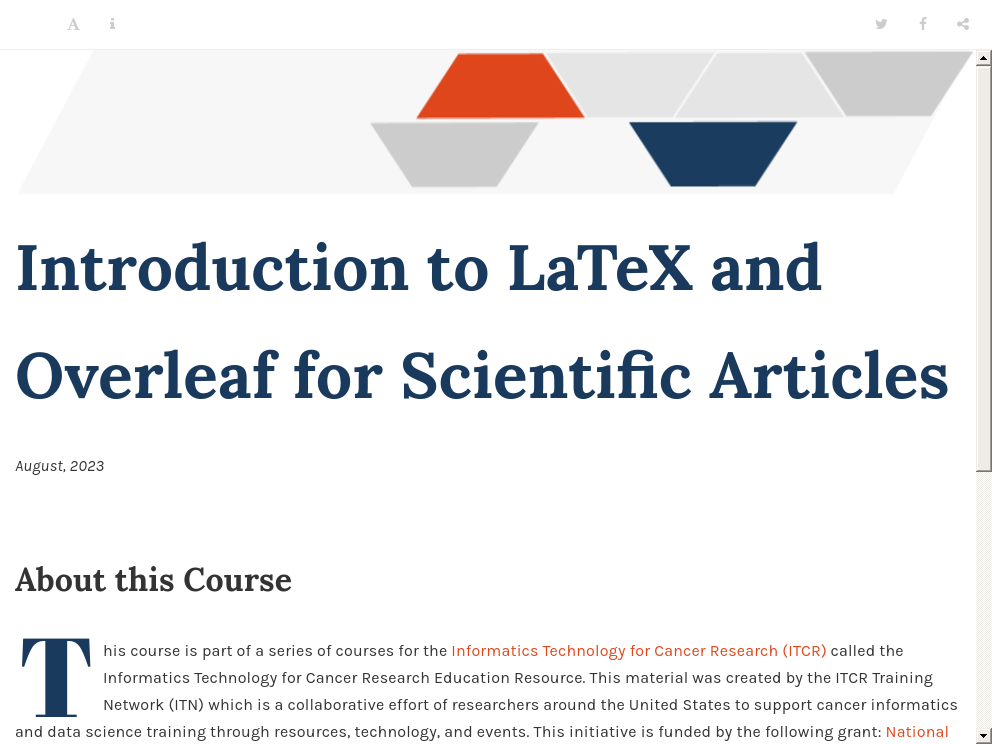 Introduction to LaTeX and
Overleaf for Scientific Articles
August, 2023
About this Course
This course is part of a series of courses for the Informatics Technology for Cancer Research (ITCR) called the
Informatics Technology for Cancer Research Education Resource. This material was created by the ITCR Training
Network (ITN) which is a collaborative effort of researchers around the United States to support cancer informatics
and data science training through resources, technology, and events. This initiative is funded by the following grant: National